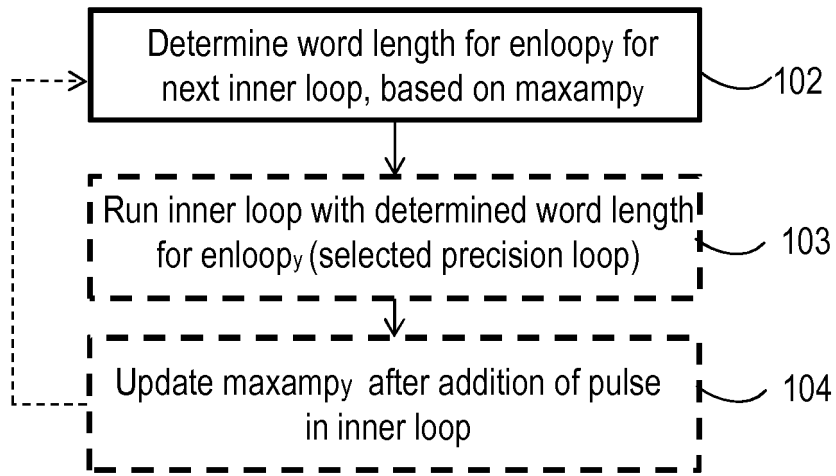 Determine word length for enloopy for
next inner loop, based on maxampy
102
Run inner loop with determined word length
for enloopy (selected precision loop)
103
Update maxampy after addition of pulse
in inner loop
104